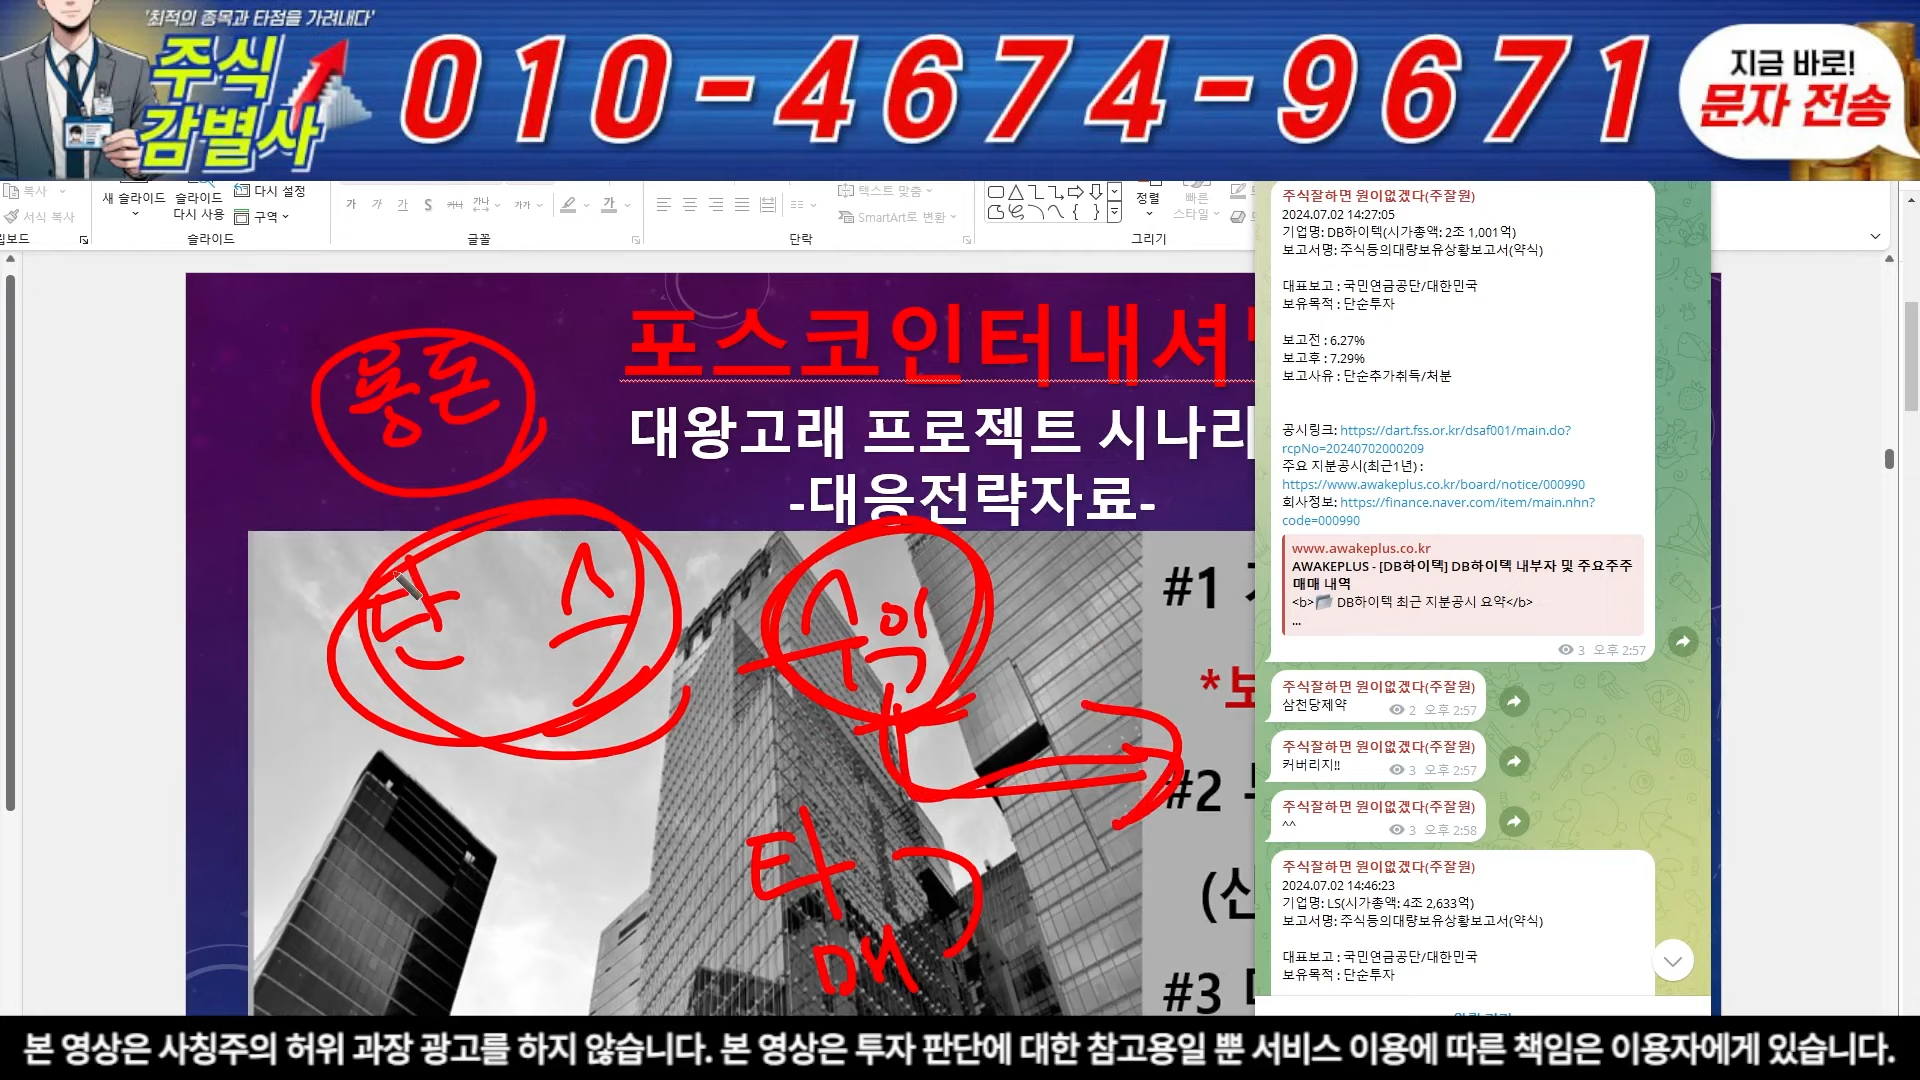 '최적의 종목과 타점을 가려내다'
주식
감별사
010-4674-9671
지금 바로!
문자 전송
복사
서식 복사
새 슬라이드
슬라이드
다시 사용
다시 설정
구역
슬라이드
가 가 가 S 가나 가나 가가 가
글꼴
텍스트 맞춤
SmartArt로 변환
단락
정렬
빠른
스타일
그리기
포스코인터내셔
대왕고래 프로젝트 시나리
-대응전략자료-
#1
*보
#2
(신
#3
몽돈
단 식
수익
타
매
주식잘하면 원이없겠다(주잘원)
2024.07.02 14:27:05
기업명: DB하이텍(시가총액: 2조 1,001억)
보고서명: 주식등의대량보유상황보고서(약식)
대표보고 : 국민연금공단/대한민국
보유목적 : 단순투자
보고전 : 6.27%
보고후 : 7.29%
보고사유 : 단순추가취득/처분
공시링크: https://dart.fss.or.kr/dsaf001/main.do?
rcpNo=20240702000209
주요 지분공시(최근1년) :
https://www.awakeplus.co.kr/board/notice/000990
회사정보: https://finance.naver.com/item/main.nhn?
code=000990
www.awakeplus.co.kr
AWAKEPLUS - [DB하이텍] DB하이텍 내부자 및 주요주주
매매 내역
<b>📂 DB하이텍 최근 지분공시 요약</b>
...
3 오후 2:57
주식잘하면 원이없겠다(주잘원)
삼천당제약
2 오후 2:57
주식잘하면 원이없겠다(주잘원)
커버리지!!
3 오후 2:57
주식잘하면 원이없겠다(주잘원)
^^
3 오후 2:58
주식잘하면 원이없겠다(주잘원)
2024.07.02 14:46:23
기업명: LS(시가총액: 4조 2,633억)
보고서명: 주식등의대량보유상황보고서(약식)
대표보고 : 국민연금공단/대한민국
보유목적 : 단순투자
본 영상은 사칭주의 허위 과장 광고를 하지 않습니다. 본 영상은 투자 판단에 대한 참고용일 뿐 서비스 이용에 따른 책임은 이용자에게 있습니다.